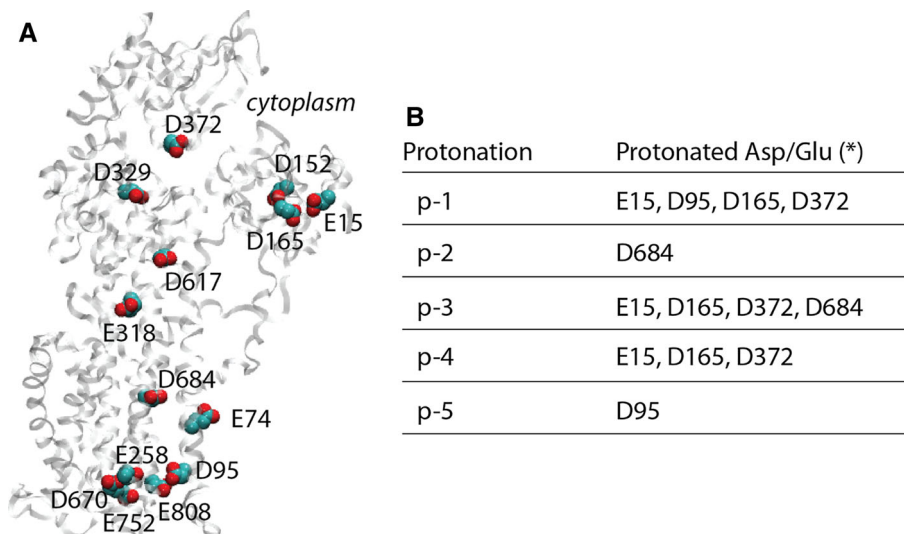 A
cytoplasm
D372
D152
D329
D165
E15
D617
E318
D684
E74
E258
D95
D670
E752
E808
B
Protonation Protonated Asp/Glu (*)
p-1 E15, D95, D165, D372
p-2 D684
p-3 E15, D165, D372, D684
p-4 E15, D165, D372
p-5 D95